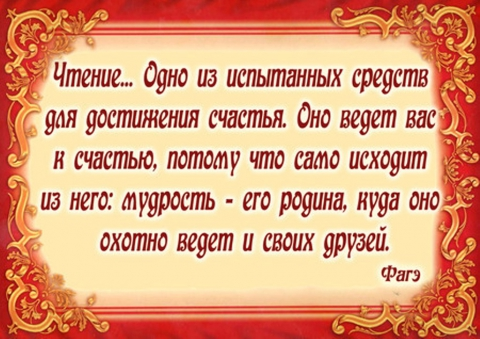 Чтение... Одно из испытанных средств
для достижения счастья. Оно ведет вас
к счастью, потому что само исходит
из него: мудрость - его родина, куда оно
охотно ведет и своих друзей.
Фагэ